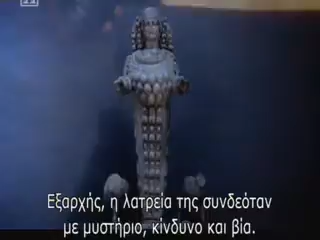 Εξαρχής, η λατρεία της συνδεόταν
με μυστήριο, κίνδυνο και βία.